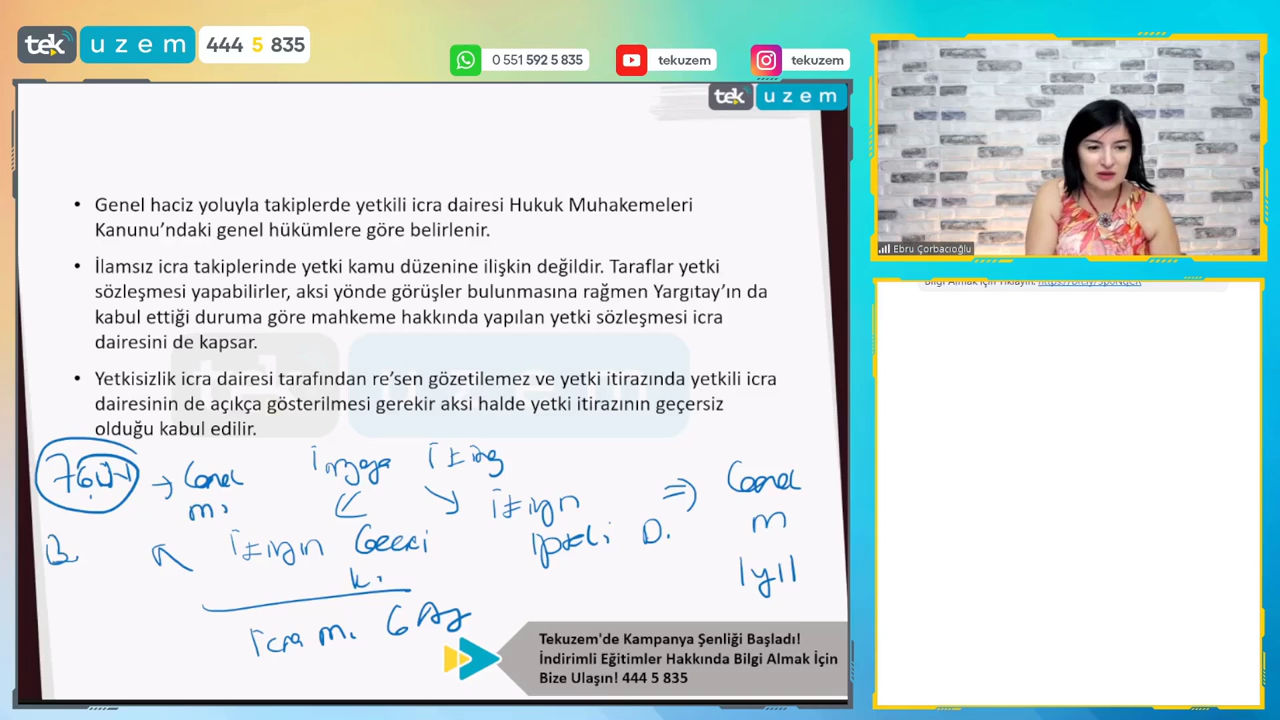 tek uzem 444 5 835
0 551 592 5 835 tekuzem tekuzem
tek uzem
• Genel haciz yoluyla takiplerde yetkili icra dairesi Hukuk Muhakemeleri
Kanunu'ndaki genel hükümlere göre belirlenir.
• İlamsız icra takiplerinde yetki kamu düzenine ilişkin değildir. Taraflar yetki
sözleşmesi yapabilirler, aksi yönde görüşler bulunmasına rağmen Yargıtay'ın da
kabul ettiği duruma göre mahkeme hakkında yapılan yetki sözleşmesi icra
dairesini de kapsar.
• Yetkisizlik icra dairesi tarafından re'sen gözetilemez ve yetki itirazında yetkili icra
dairesinin de açıkça gösterilmesi gerekir aksi halde yetki itirazının geçersiz
olduğu kabul edilir.
İmzaya itiraz
Genel
m.
İtirazın
İptali D.
Genel
m
1 yıl
İtirazın
k.
icra m. 6 Ay
Tekuzem'de Kampanya Şenliği Başladı!
İndirimli Eğitimler Hakkında Bilgi Almak İçin
Bize Ulaşın! 444 5 835
Ebru Çorbacıoğlu